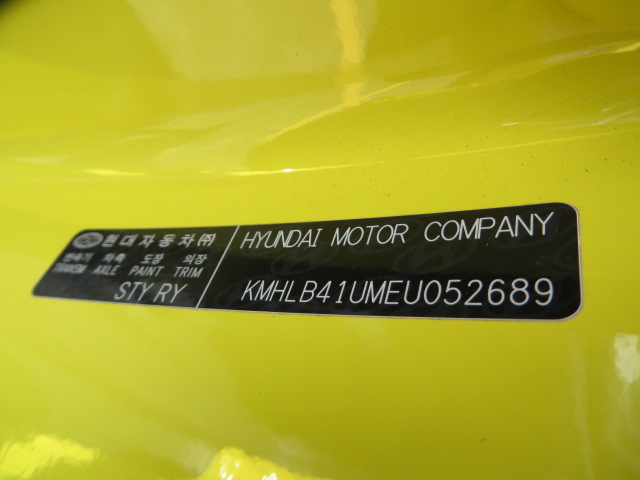 현대자동차(주)
변속기 차축 도장 의장
TRANSM AXLE PAINT TRIM
STY RY
HYUNDAI MOTOR COMPANY
KMHLB41UMEU052689